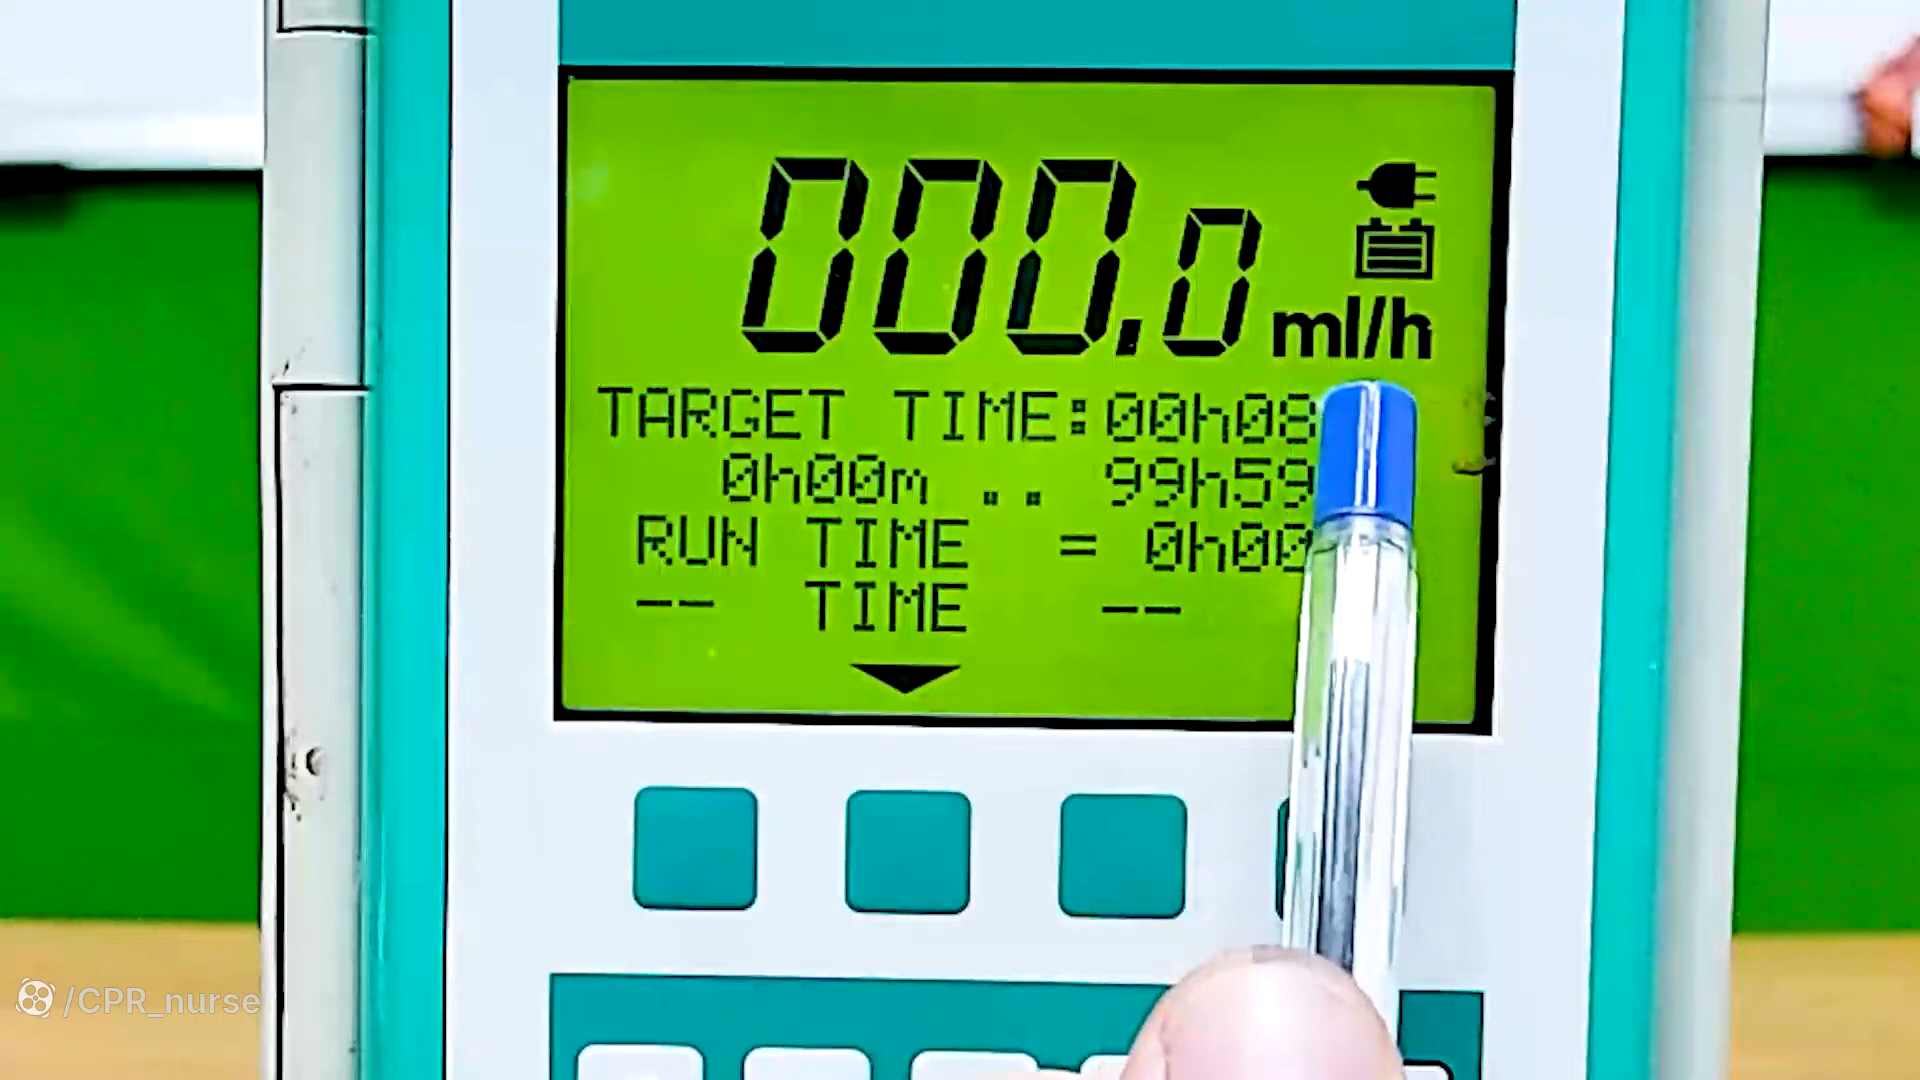 000.0 ml/h
TARGET TIME:00h08
0h00m .. 99h59
RUN TIME = 0h00
-- TIME --
/CPR_nurse